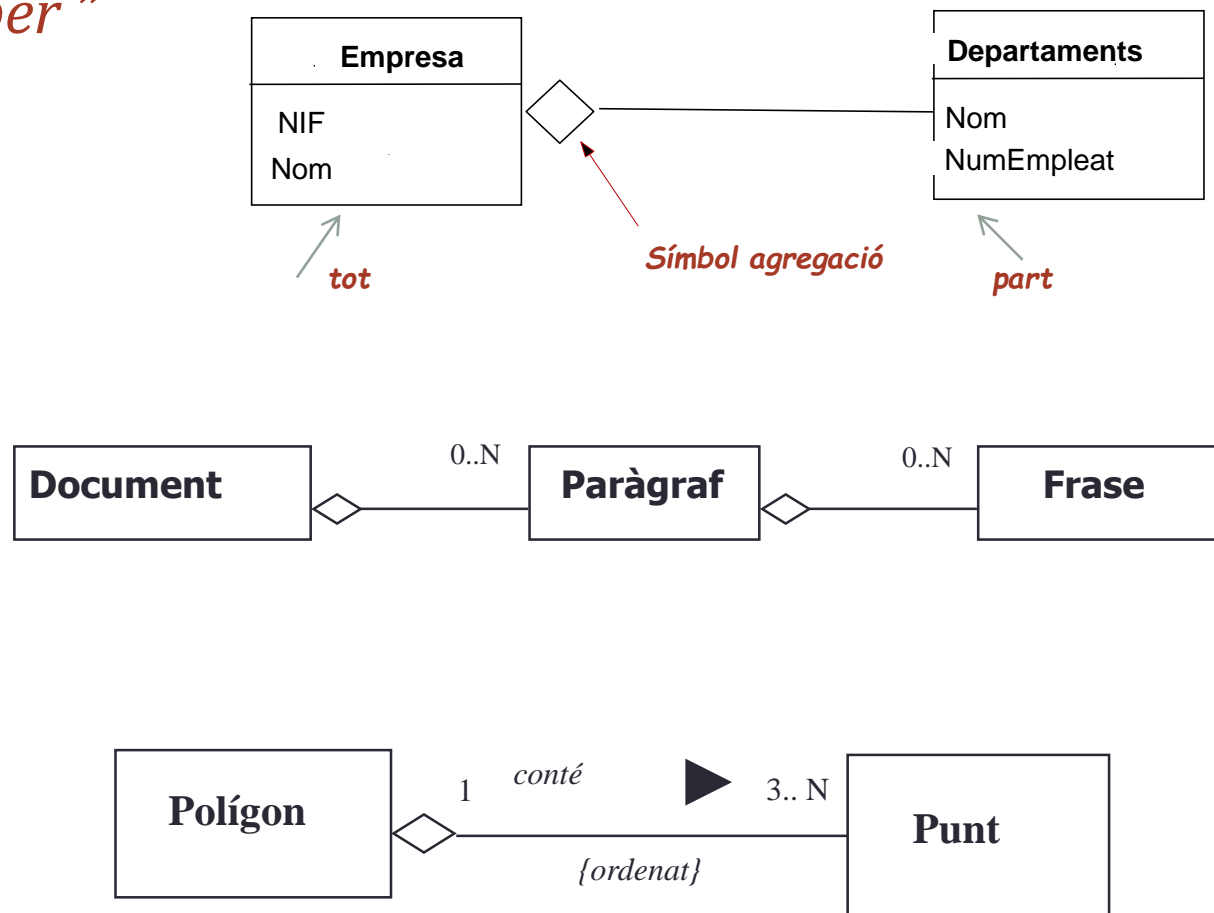 per ”
Empresa
NIF
Nom
Departaments
Nom
NumEmpleat
Símbol agregació
tot
part
Document
0..N
Paràgraf
0..N
Frase
Polígon
1
conté
3.. N
{ordenat}
Punt